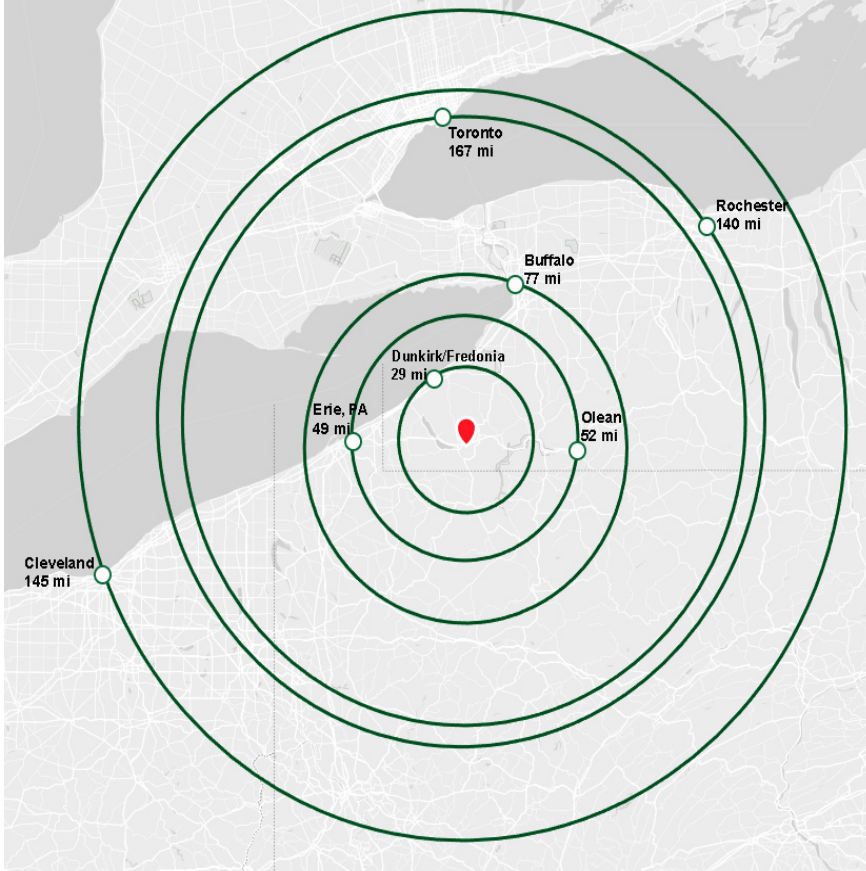 Toronto
167 mi
Rochester
140 mi
Buffalo
77 mi
Dunkirk/Fredonia
29 mi
Erie, PA
49 mi
Olean
52 mi
Cleveland
145 mi